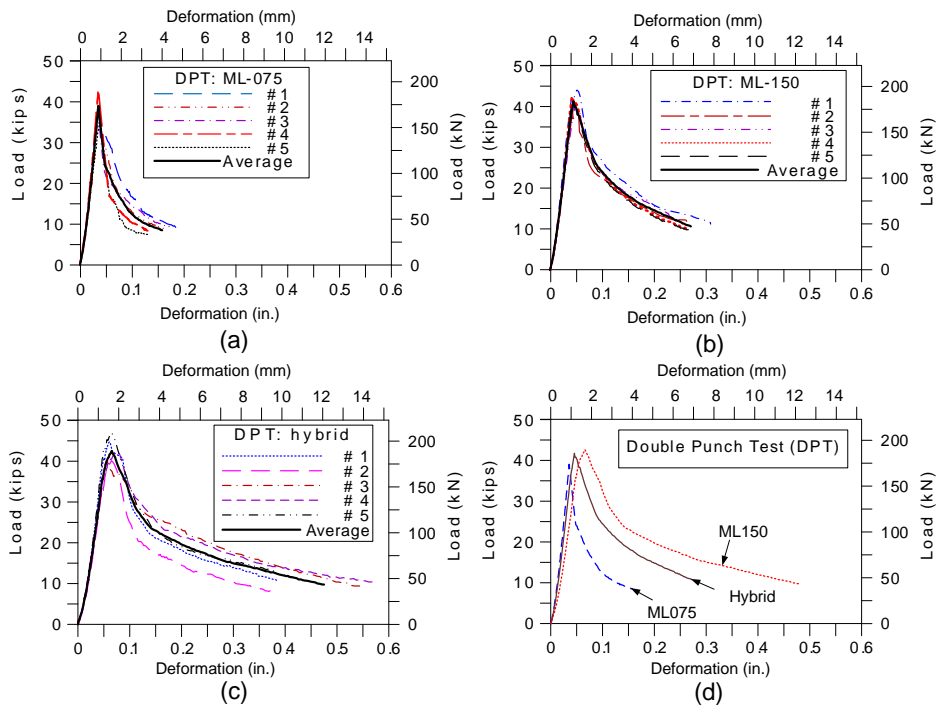 Deformation (mm)
0 2 4 6 8 10 12 14
50
40
30
20
10
0
Load (kips)
DPT: ML-075
#1
#2
#3
#4
#5
Average
200
150
100
50
0
Load (kN)
0 0.1 0.2 0.3 0.4 0.5 0.6
Deformation (in.)
(a)
Deformation (mm)
0 2 4 6 8 10 12 14
50
40
30
20
10
0
Load (kips)
DPT: ML-150
#1
#2
#3
#4
#5
Average
200
150
100
50
0
Load (kN)
0 0.1 0.2 0.3 0.4 0.5 0.6
Deformation (in.)
(b)
Deformation (mm)
0 2 4 6 8 10 12 14
50
40
30
20
10
0
Load (kips)
DPT: hybrid
# 1
# 2
# 3
# 4
# 5
Average
200
150
100
50
0
Load (kN)
0 0.1 0.2 0.3 0.4 0.5 0.6
Deformation (in.)
(c)
Deformation (mm)
0 2 4 6 8 10 12 14
50
40
30
20
10
0
Load (kips)
Double Punch Test (DPT)
ML150
Hybrid
ML075
200
150
100
50
0
Load (kN)
0 0.1 0.2 0.3 0.4 0.5 0.6
Deformation (in.)
(d)